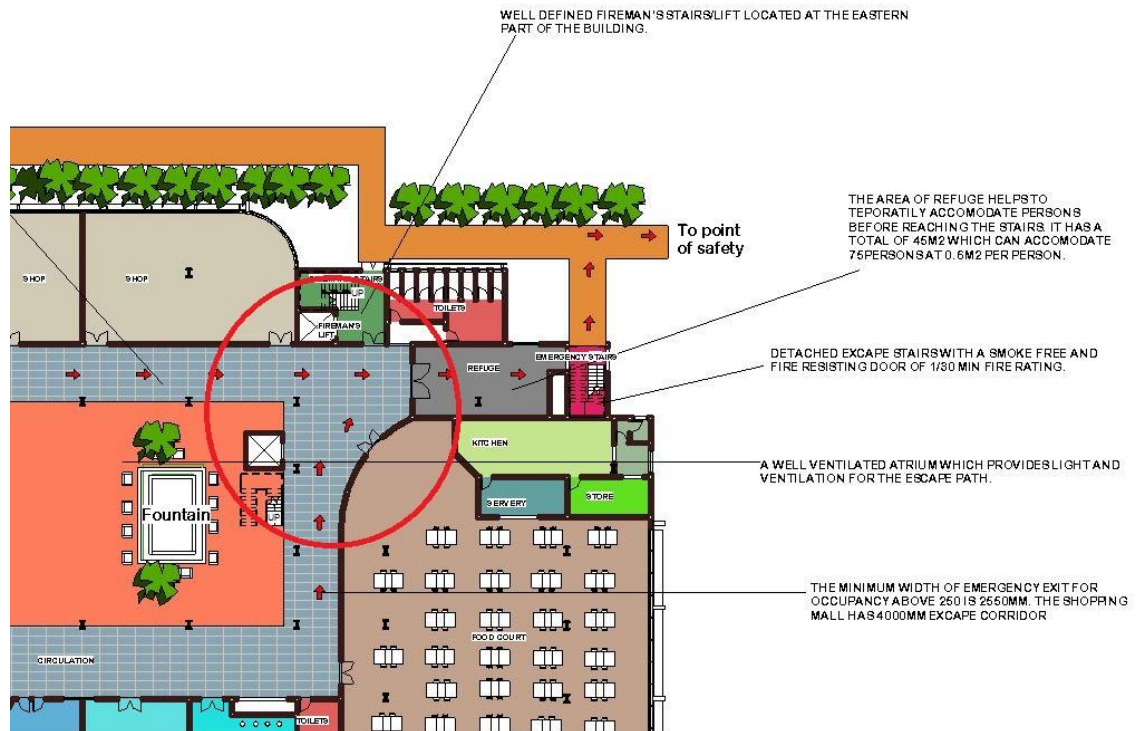 WELL DEFINED FIREMAN'S STAIRS/LIFT LOCATED AT THE EASTERN
PART OF THE BUILDING.
THE AREA OF REFUGE HELPS TO
TEPORATILY ACCOMODATE PERSONS
BEFORE REACHING THE STAIRS. IT HAS A
TOTAL OF 45M2 WHICH CAN ACCOMODATE
75PERSONS AT 0.6M2 PER PERSON.
To point
of safety
SHOP
SHOP
UP
FIREMAN'S
LIFT
TOILETS
EMERGENCY STAIRS
REFUGE
DETACHED EXCAPE STAIRS WITH A SMOKE FREE AND
FIRE RESISTING DOOR OF 1/30 MIN FIRE RATING.
KITCHEN
A WELL VENTILATED ATRIUM WHICH PROVIDES LIGHT AND
VENTILATION FOR THE ESCAPE PATH.
SERVERY
STORE
Fountain
UP
THE MINIMUM WIDTH OF EMERGENCY EXIT FOR
OCCUPANCY ABOVE 250 IS 2550MM. THE SHOPPING
MALL HAS 4000MM EXCAPE CORRIDOR
FOOD COURT
CIRCULATION
TOILETS